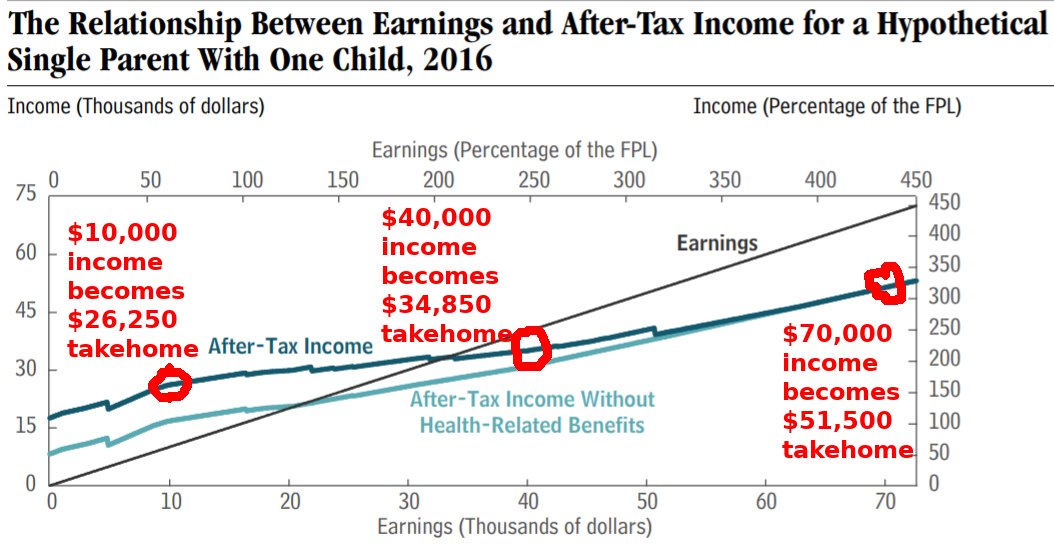 The Relationship Between Earnings and After-Tax Income for a Hypothetical
Single Parent With One Child, 2016
Income (Thousands of dollars)
Income (Percentage of the FPL)
Earnings (Percentage of the FPL)
0 50 100 150 200 250 300 350 400 450
75
60
45
30
15
0
450
400
350
300
250
200
150
100
50
0
$10,000
income
becomes
$26,250
takehome
$40,000
income
becomes
$34,850
takehome
Earnings
After-Tax Income
After-Tax Income Without
Health-Related Benefits
$70,000
income
becomes
$51,500
takehome
0 10 20 30 40 50 60 70
Earnings (Thousands of dollars)